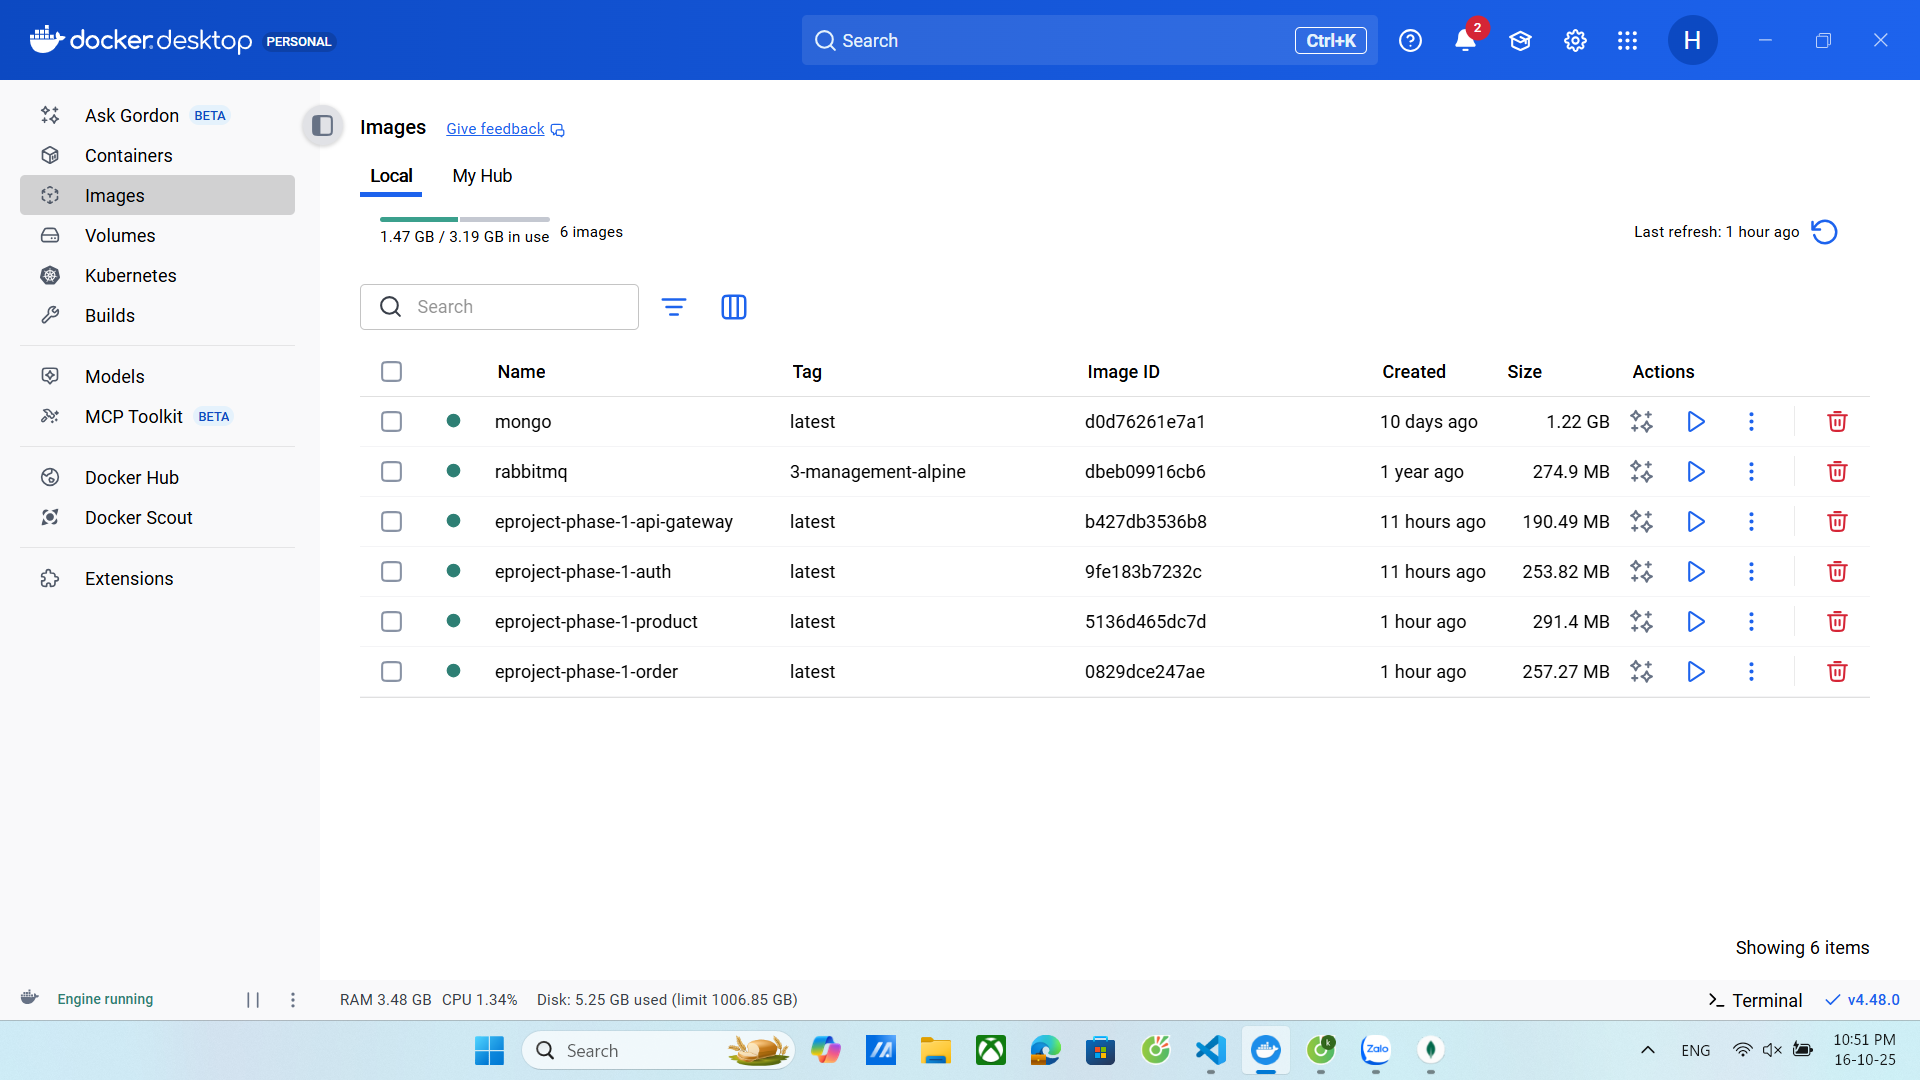 docker.desktop PERSONAL
Search Ctrl+K
2
H
Ask Gordon BETA
Containers
Images
Volumes
Kubernetes
Builds
Models
MCP Toolkit BETA
Docker Hub
Docker Scout
Extensions
Images Give feedback
Local My Hub
1.47 GB / 3.19 GB in use 6 images
Last refresh: 1 hour ago
Search
Name Tag Image ID Created Size Actions
mongo latest d0d76261e7a1 10 days ago 1.22 GB
rabbitmq 3-management-alpine dbeb09916cb6 1 year ago 274.9 MB
eproject-phase-1-api-gateway latest b427db3536b8 11 hours ago 190.49 MB
eproject-phase-1-auth latest 9fe183b7232c 11 hours ago 253.82 MB
eproject-phase-1-product latest 5136d465dc7d 1 hour ago 291.4 MB
eproject-phase-1-order latest 0829dce247ae 1 hour ago 257.27 MB
Showing 6 items
Engine running RAM 3.48 GB CPU 1.34% Disk: 5.25 GB used (limit 1006.85 GB) Terminal v4.48.0
Search
k
Zalo
ENG
10:51 PM
16-10-25